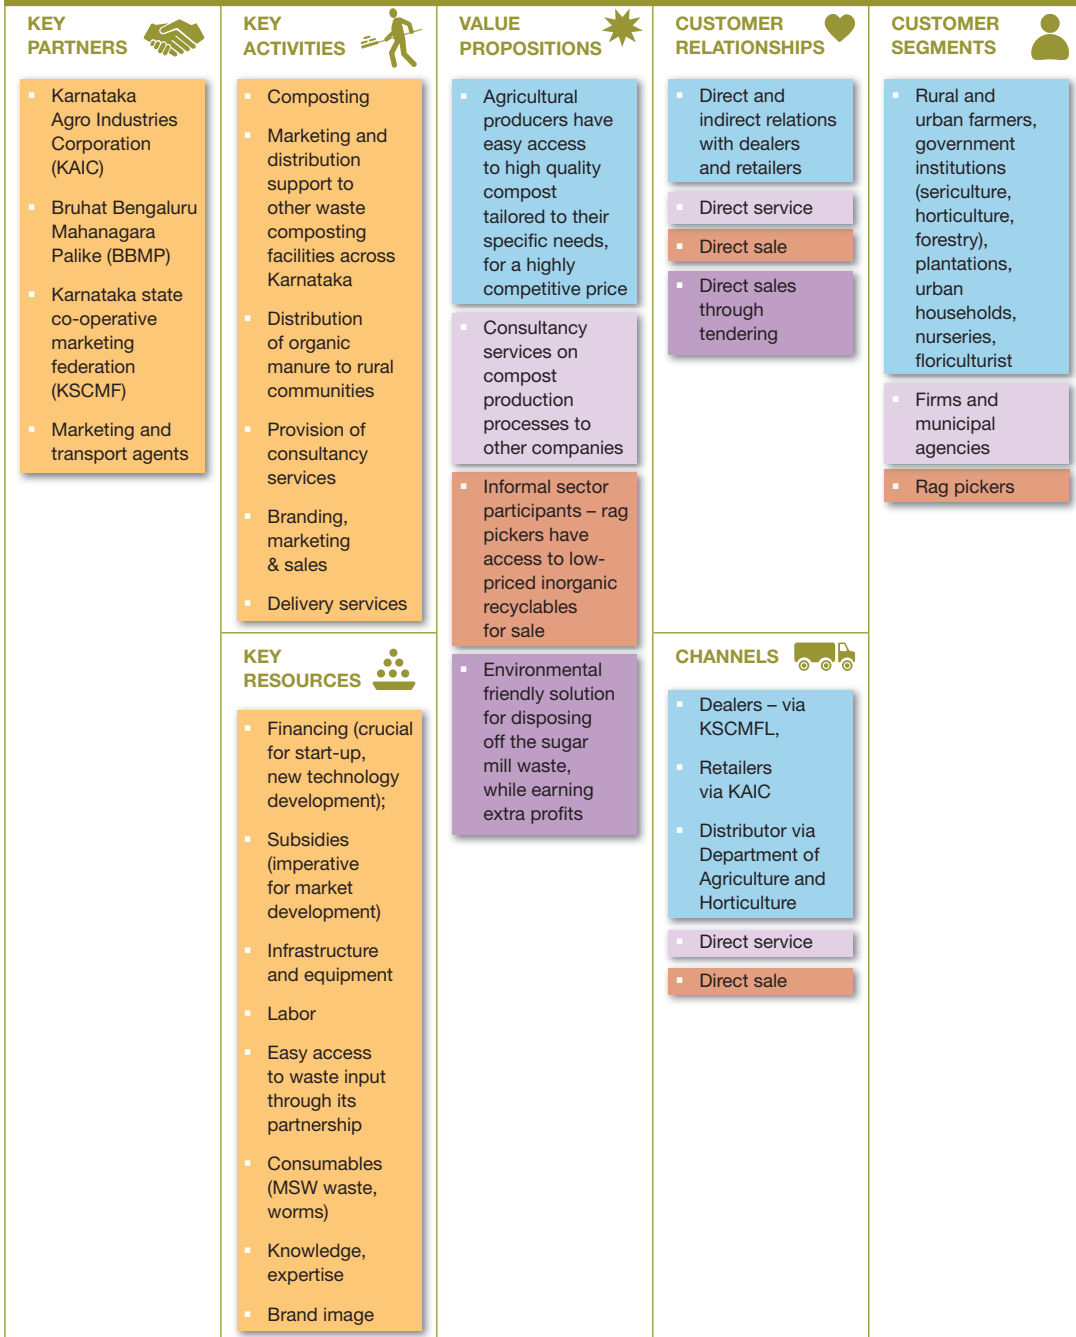 KEY
PARTNERS
Karnataka
Agro Industries
Corporation
(KAIC)
Bruhat Bengaluru
Mahanagara
Palike (BBMP)
Karnataka state
co-operative
marketing
federation
(KSCMF)
Marketing and
transport agents
KEY
ACTIVITIES
Composting
Marketing and
distribution
support to
other waste
composting
facilities across
Karnataka
Distribution
of organic
manure to rural
communities
Provision of
consultancy
services
Branding,
marketing
& sales
Delivery services
KEY
RESOURCES
Financing (crucial
for start-up,
new technology
development);
Subsidies
(imperative
for market
development)
Infrastructure
and equipment
Labor
Easy access
to waste input
through its
partnership
Consumables
(MSW waste,
worms)
Knowledge,
expertise
Brand image
VALUE
PROPOSITIONS
Agricultural
producers have
easy access
to high quality
compost
tailored to their
specific needs,
for a highly
competitive price
Consultancy
services on
compost
production
processes to
other companies
Informal sector
participants – rag
pickers have
access to low-
priced inorganic
recyclables
for sale
Environmental
friendly solution
for disposing
off the sugar
mill waste,
while earning
extra profits
CUSTOMER
RELATIONSHIPS
Direct and
indirect relations
with dealers
and retailers
Direct service
Direct sale
Direct sales
through
tendering
CHANNELS
Dealers – via
KSCMFL,
Retailers
via KAIC
Distributor via
Department of
Agriculture and
Horticulture
Direct service
Direct sale
CUSTOMER
SEGMENTS
Rural and
urban farmers,
government
institutions
(sericulture,
horticulture,
forestry),
plantations,
urban
households,
nurseries,
floriculturist
Firms and
municipal
agencies
Rag pickers